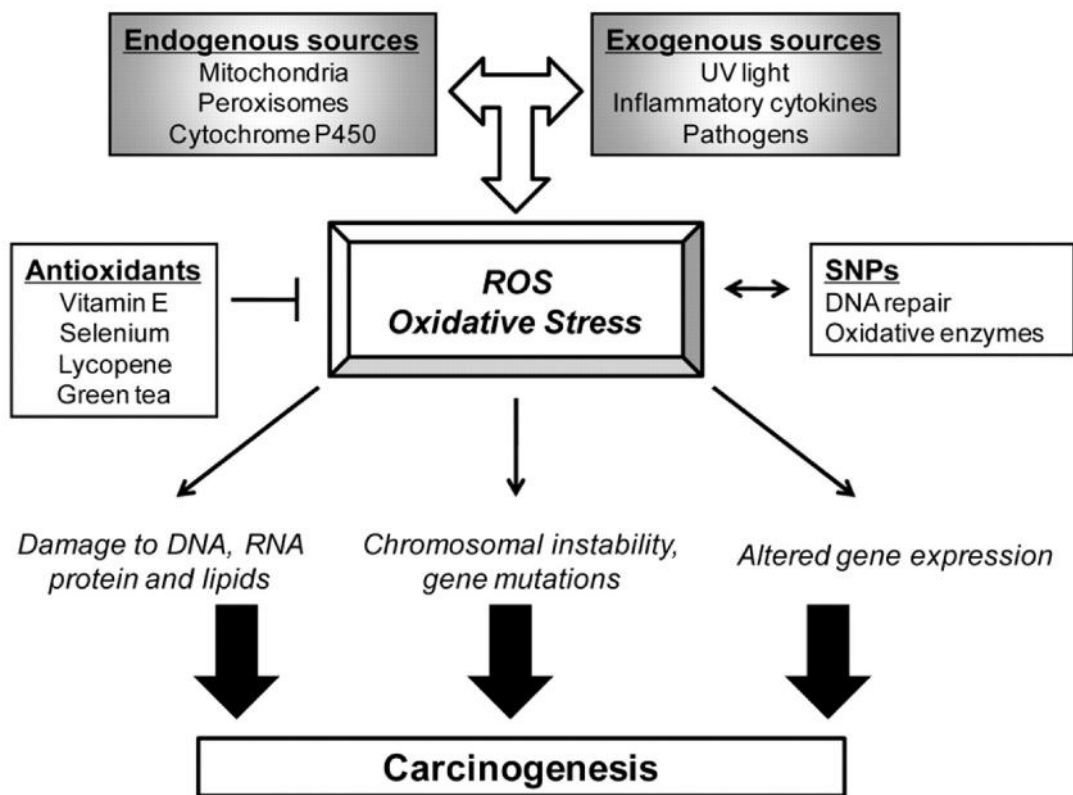 Endogenous sources
Mitochondria
Peroxisomes
Cytochrome P450
Exogenous sources
UV light
Inflammatory cytokines
Pathogens
Antioxidants
Vitamin E
Selenium
Lycopene
Green tea
ROS
Oxidative Stress
SNPs
DNA repair
Oxidative enzymes
Damage to DNA, RNA
protein and lipids
Chromosomal instability,
gene mutations
Altered gene expression
Carcinogenesis